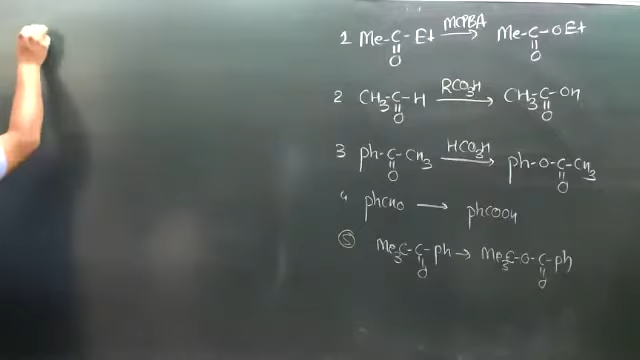 1 Me-C-Et MCPBA → Me-C-OEt
O O
2 CH3-C-H RCO3H → CH3-C-OH
O O
3 Ph-C-CH3 HCO3H → Ph-O-C-CH3
O O
4 PhCHO → PhCOOH
5 Me3C-C-Ph → Me3C-O-C-Ph
O O